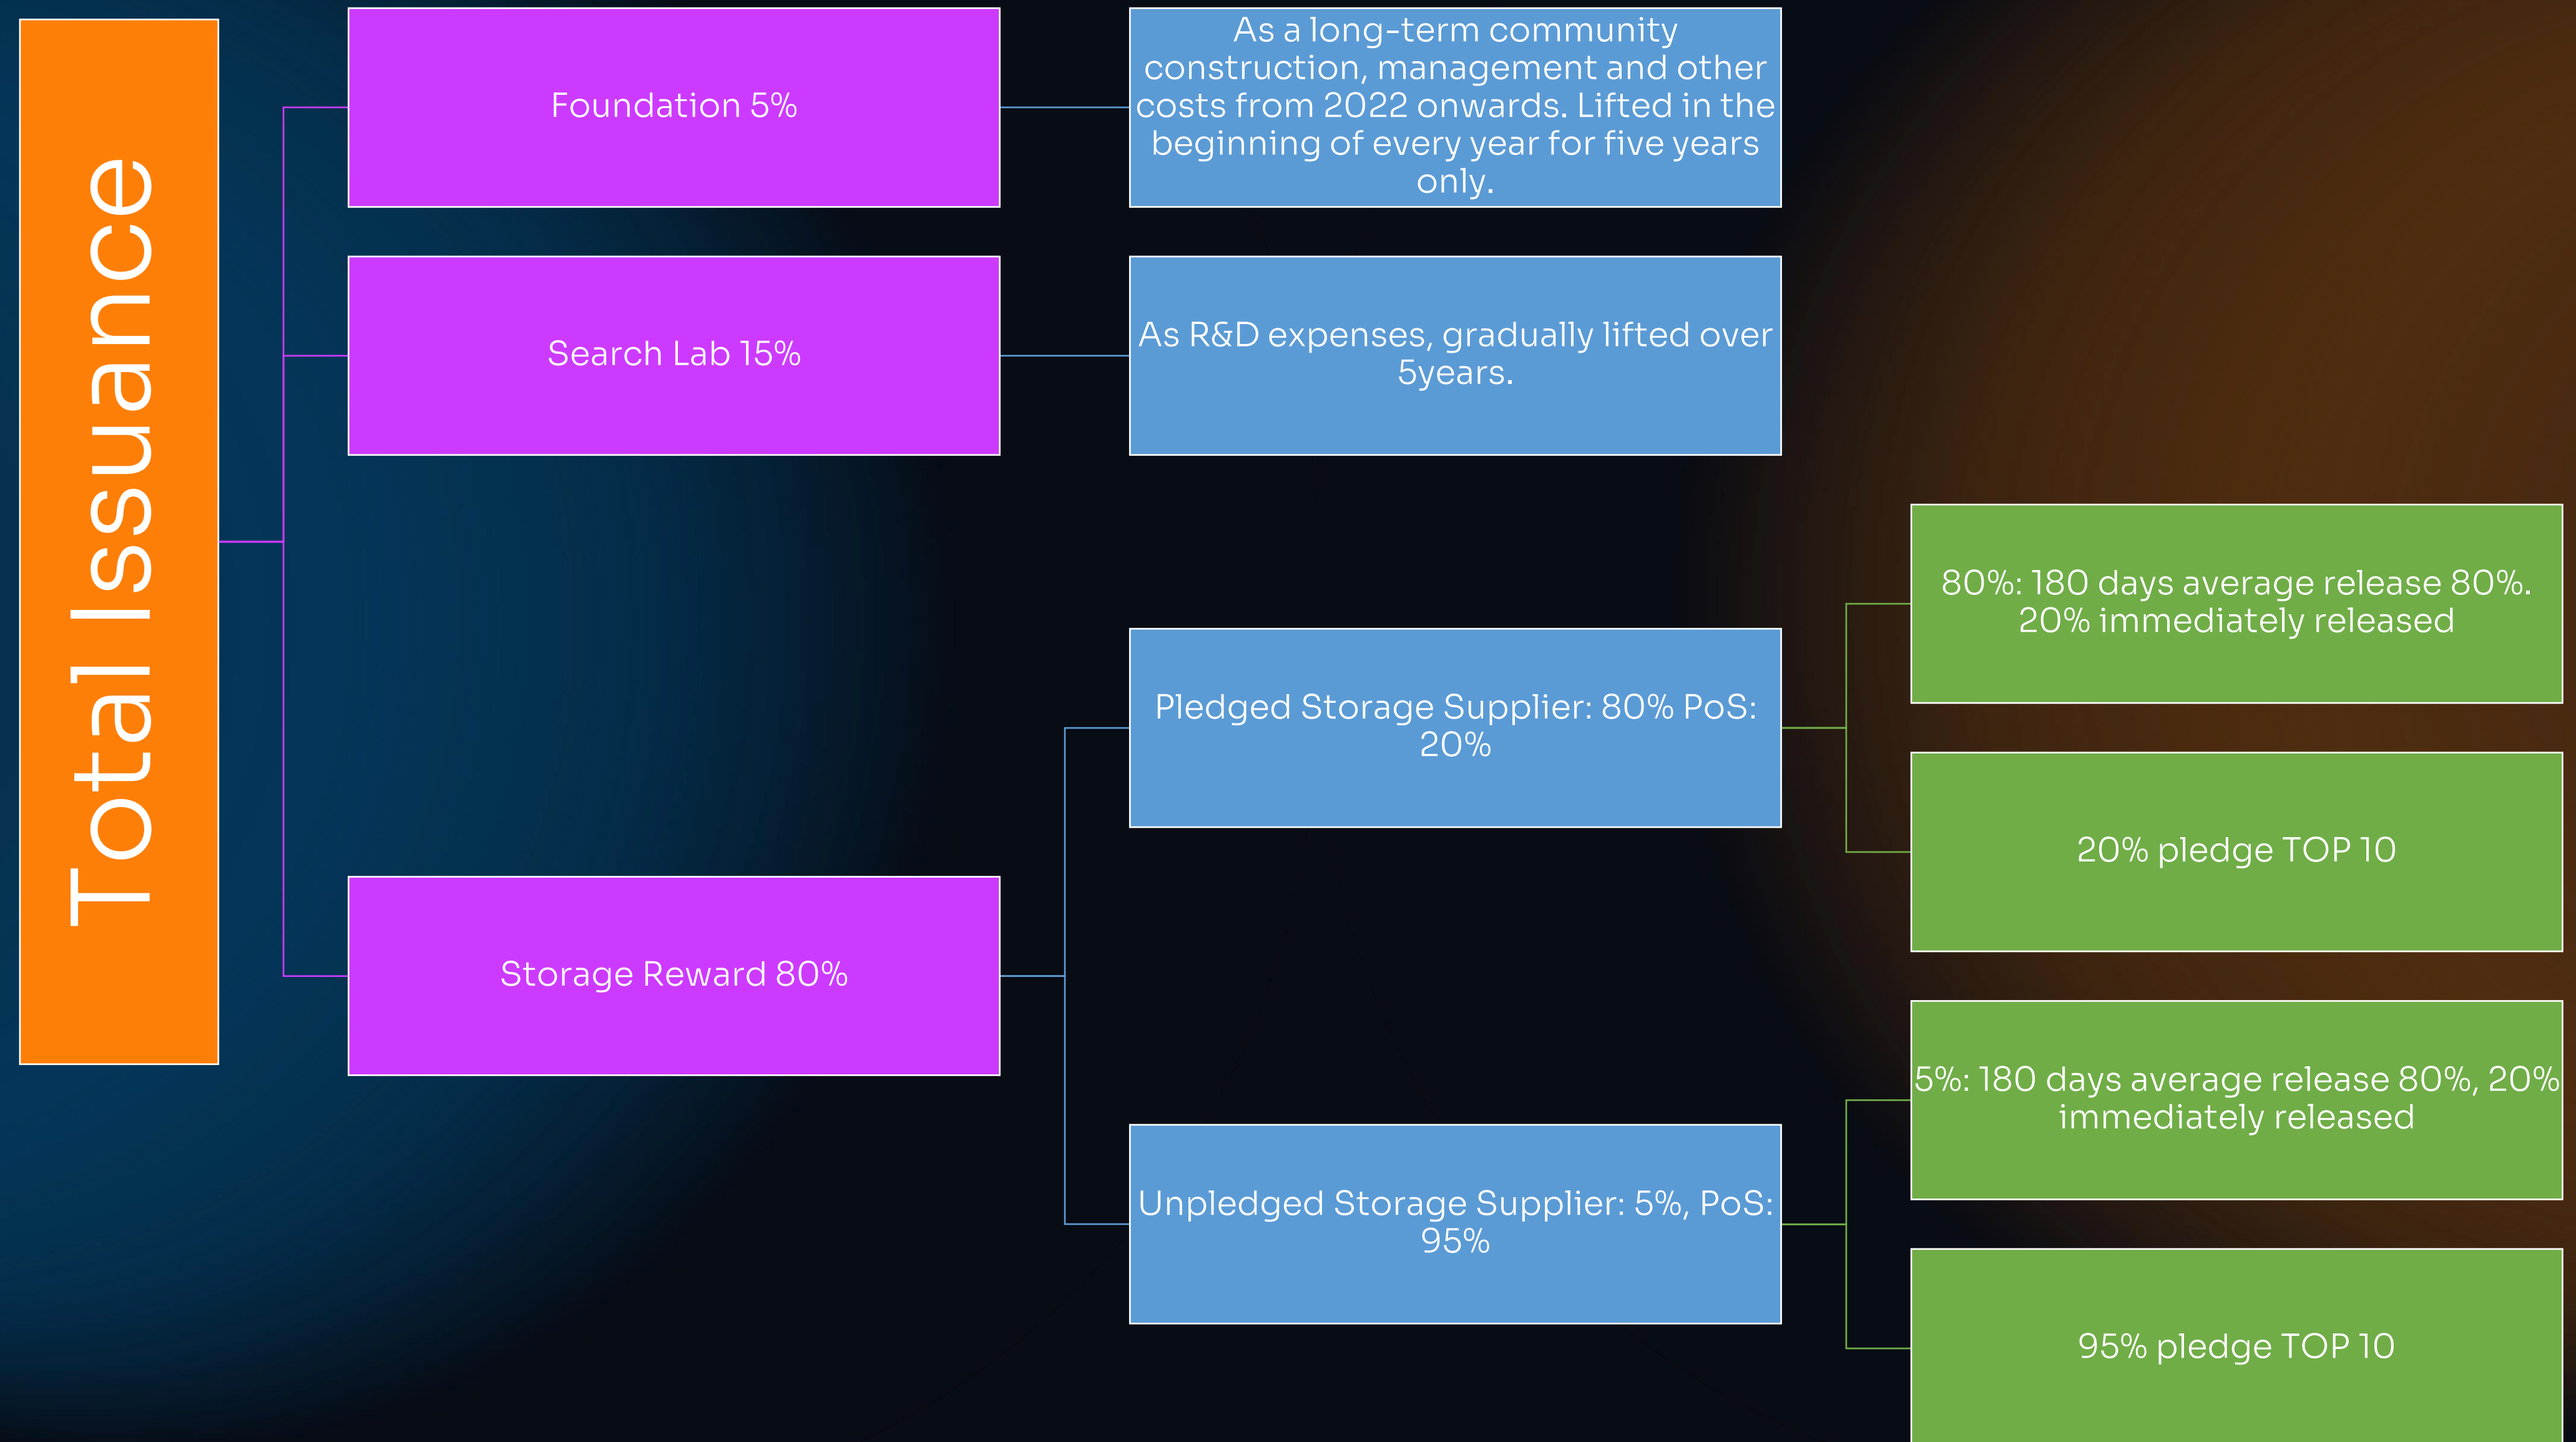 Total Issuance
Foundation 5%
As a long-term community
construction, management and other
costs from 2022 onwards. Lifted in the
beginning of every year for five years
only.
Search Lab 15%
As R&D expenses, gradually lifted over
5years.
Storage Reward 80%
Pledged Storage Supplier: 80% PoS:
20%
80%: 180 days average release 80%.
20% immediately released
20% pledge TOP 10
Unpledged Storage Supplier: 5%, PoS:
95%
5%: 180 days average release 80%, 20%
immediately released
95% pledge TOP 10